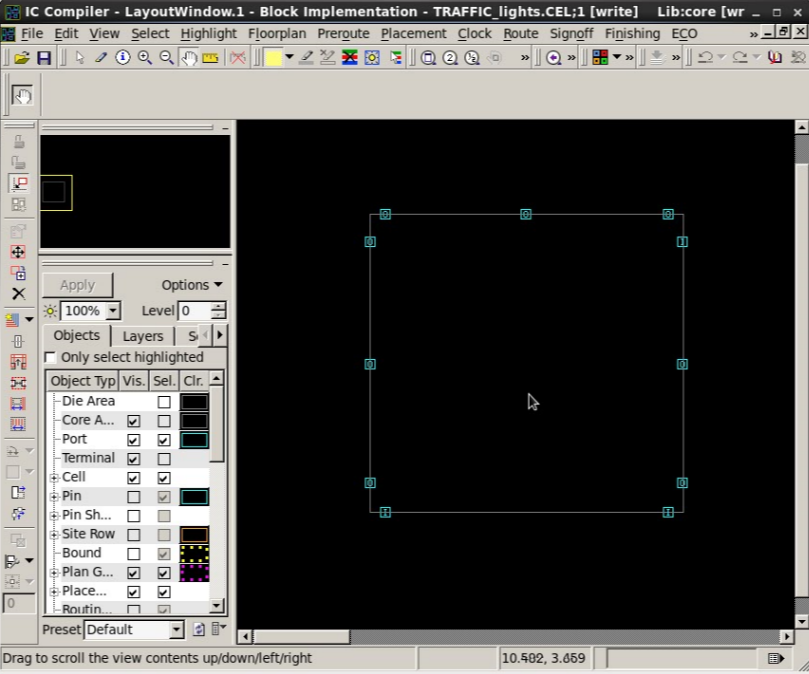 IC Compiler - LayoutWindow.1 - Block Implementation - TRAFFIC_lights.CEL;1 [write] Lib:core [wr
File Edit View Select Highlight Floorplan Preroute Placement Clock Route Signoff Finishing ECO »
Apply Options
100% Level 0
Objects Layers S
Only select highlighted
Object Typ Vis. Sel. Clr.
Die Area
Core A...
Port
Terminal
Cell
Pin
Pin Sh...
Site Row
Bound
Plan G...
Place...
Routin...
0
Preset Default
Drag to scroll the view contents up/down/left/right 10.502, 3.659